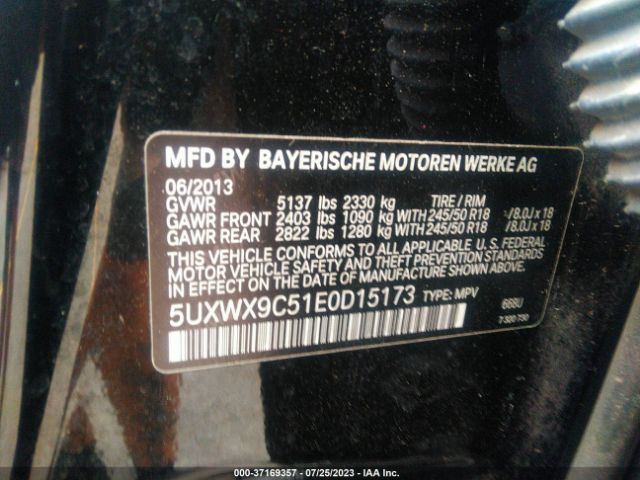 MFD BY BAYERISCHE MOTOREN WERKE AG
06/2013
GVWR 5137 lbs 2330 kg TIRE / RIM
GAWR FRONT 2403 lbs 1090 kg WITH 245/50 R18 -/8.0J x 18
GAWR REAR 2822 lbs 1280 kg WITH 245/50 R18 /8.0J x 18
THIS VEHICLE CONFORMS TO ALL APPLICABLE U.S. FEDERAL
MOTOR VEHICLE SAFETY AND THEFT PREVENTION STANDARDS
IN EFFECT ON THE DATE OF MANUFACTURE SHOWN ABOVE.
5UXWX9C51E0D15173 TYPE: MPV 668U
7 320 730
000-37169357 - 07/25/2023 - IAA Inc.